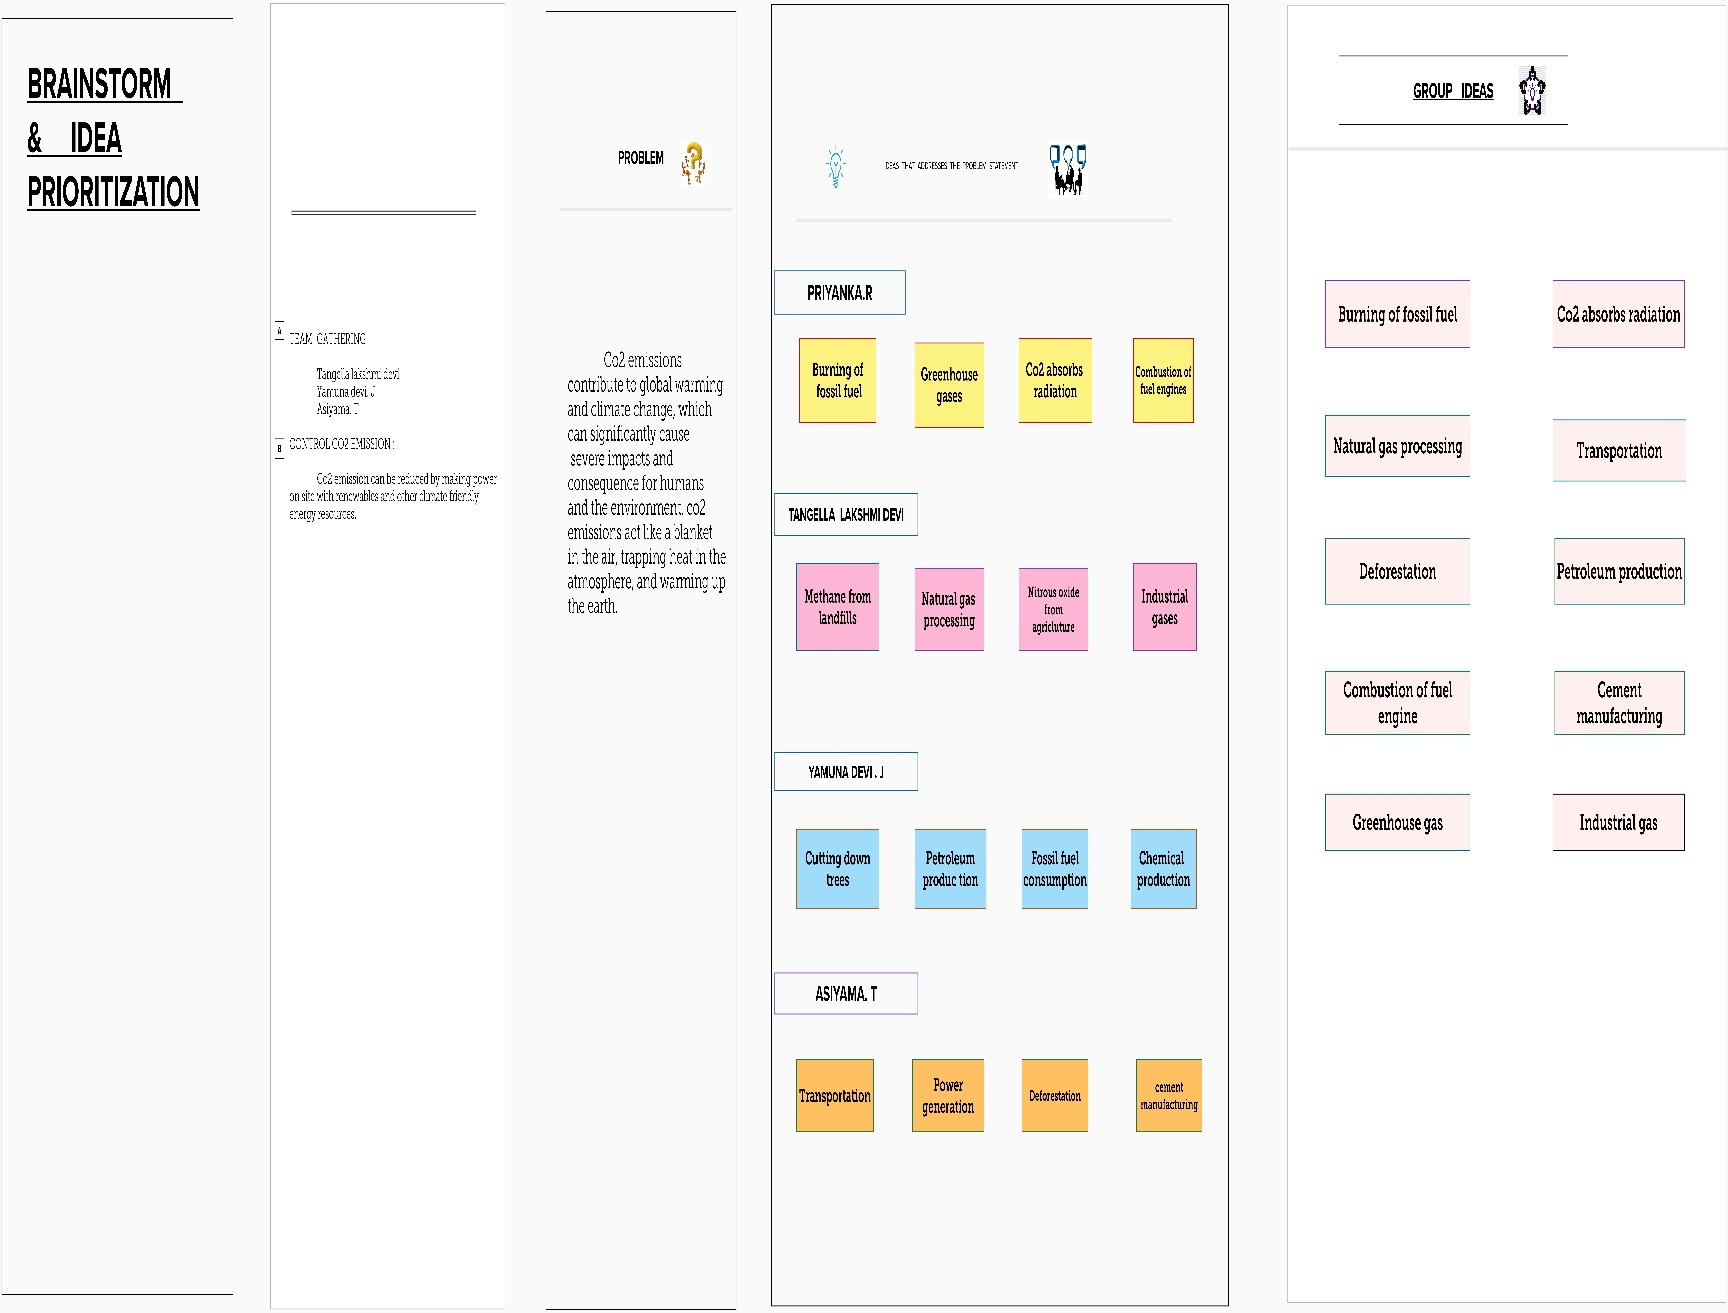 BRAINSTORM
& IDEA
PRIORITIZATION
A
TEAM GATHERING
Tangella lakshmi devi
Yamuna devi. J
Asiyama. T
B
CONTROL CO2 EMISSION :
Co2 emission can be reduced by making power
on site with renewables and other climate friendly
energy resources.
PROBLEM
Co2 emissions
contribute to global warming
and climate change, which
can significantly cause
severe impacts and
consequence for humans
and the environment. co2
emissions act like a blanket
in the air, trapping heat in the
atmosphere, and warming up
the earth.
IDEAS THAT ADDRESSES THE PROBLEM STATEMENT
PRIYANKA.R
Burning of
fossil fuel
Greenhouse
gases
Co2 absorbs
radiation
Combustion of
fuel engines
TANGELLA LAKSHMI DEVI
Methane from
landfills
Natural gas
processing
Nitrous oxide
from
agricluture
Industrial
gases
YAMUNA DEVI . J
Cutting down
trees
Petroleum
produc tion
Fossil fuel
consumption
Chemical
production
ASIYAMA. T
Transportation
Power
generation
Deforestation
cement
manufacturing
GROUP IDEAS
Burning of fossil fuel
Co2 absorbs radiation
Natural gas processing
Transportation
Deforestation
Petroleum production
Combustion of fuel
engine
Cement
manufacturing
Greenhouse gas
Industrial gas